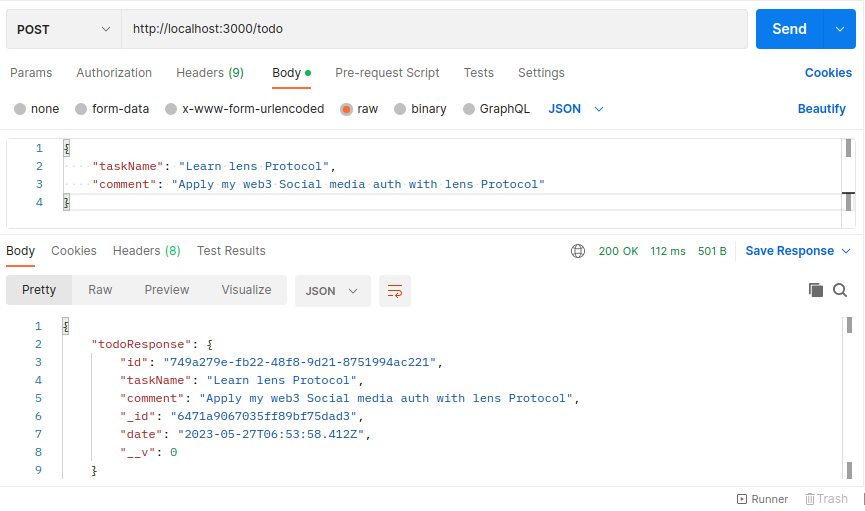 POST http://localhost:3000/todo Send
Params Authorization Headers (9) Body Pre-request Script Tests Settings Cookies
none form-data x-www-form-urlencoded raw binary GraphQL JSON Beautify
1 {
2 "taskName": "Learn lens Protocol",
3 "comment": "Apply my web3 Social media auth with lens Protocol"
4 }
Body Cookies Headers (8) Test Results 200 OK 112 ms 501 B Save Response
Pretty Raw Preview Visualize JSON
1 {
2 "todoResponse": {
3 "id": "749a279e-fb22-48f8-9d21-8751994ac221",
4 "taskName": "Learn lens Protocol",
5 "comment": "Apply my web3 Social media auth with lens Protocol",
6 "_id": "6471a9067035ff89bf75dad3",
7 "date": "2023-05-27T06:53:58.412Z",
8 "__v": 0
9 }
Runner Trash